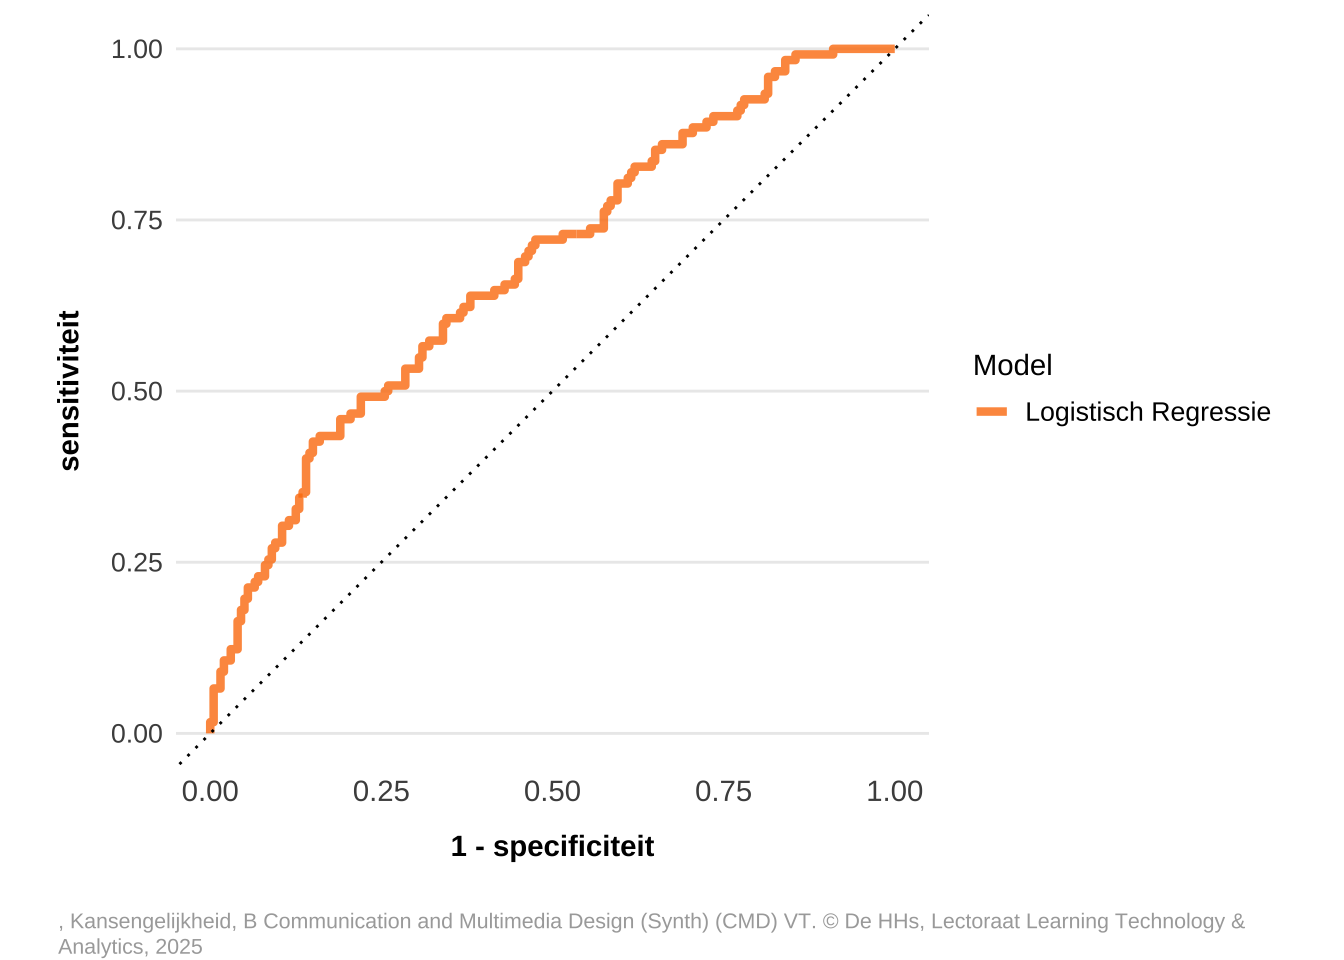 1.00
0.75
0.50
0.25
0.00
sensitiviteit
0.00 0.25 0.50 0.75 1.00
1 - specificiteit
Model
Logistisch Regressie
, Kansengelijkheid, B Communication and Multimedia Design (Synth) (CMD) VT. © De HHs, Lectoraat Learning Technology &
Analytics, 2025